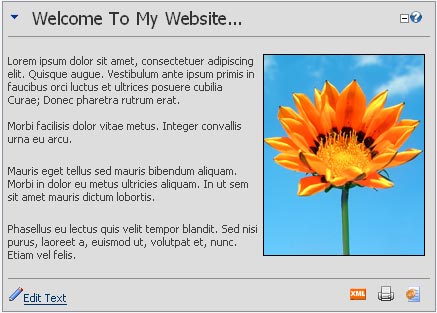 Welcome To My Website...
Lorem ipsum dolor sit amet, consectetuer adipiscing
elit. Quisque augue. Vestibulum ante ipsum primis in
faucibus orci luctus et ultrices posuere cubilia
Curae; Donec pharetra rutrum erat.
Morbi facilisis dolor vitae metus. Integer convallis
urna eu arcu.
Mauris eget tellus sed mauris bibendum aliquam.
Morbi in dolor eu metus ultricies aliquam. In ut sem
sit amet mauris dictum lobortis.
Phasellus eu lectus quis velit tempor blandit. Sed nisi
purus, laoreet a, euismod ut, volutpat et, nunc.
Etiam vel felis.
Edit Text
XML